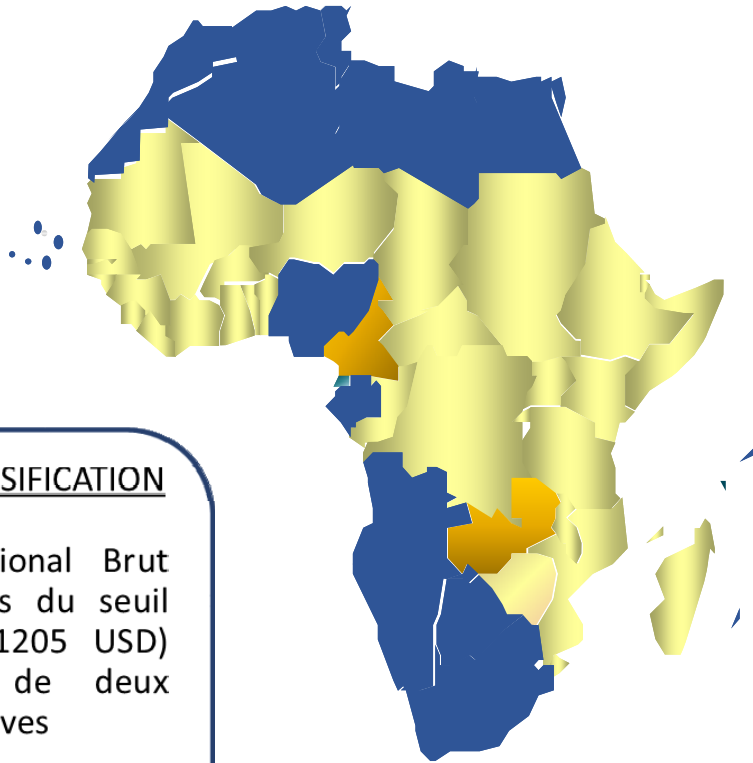 SIFICATION
ional Brut
s du seuil
1205 USD)
de deux
ves